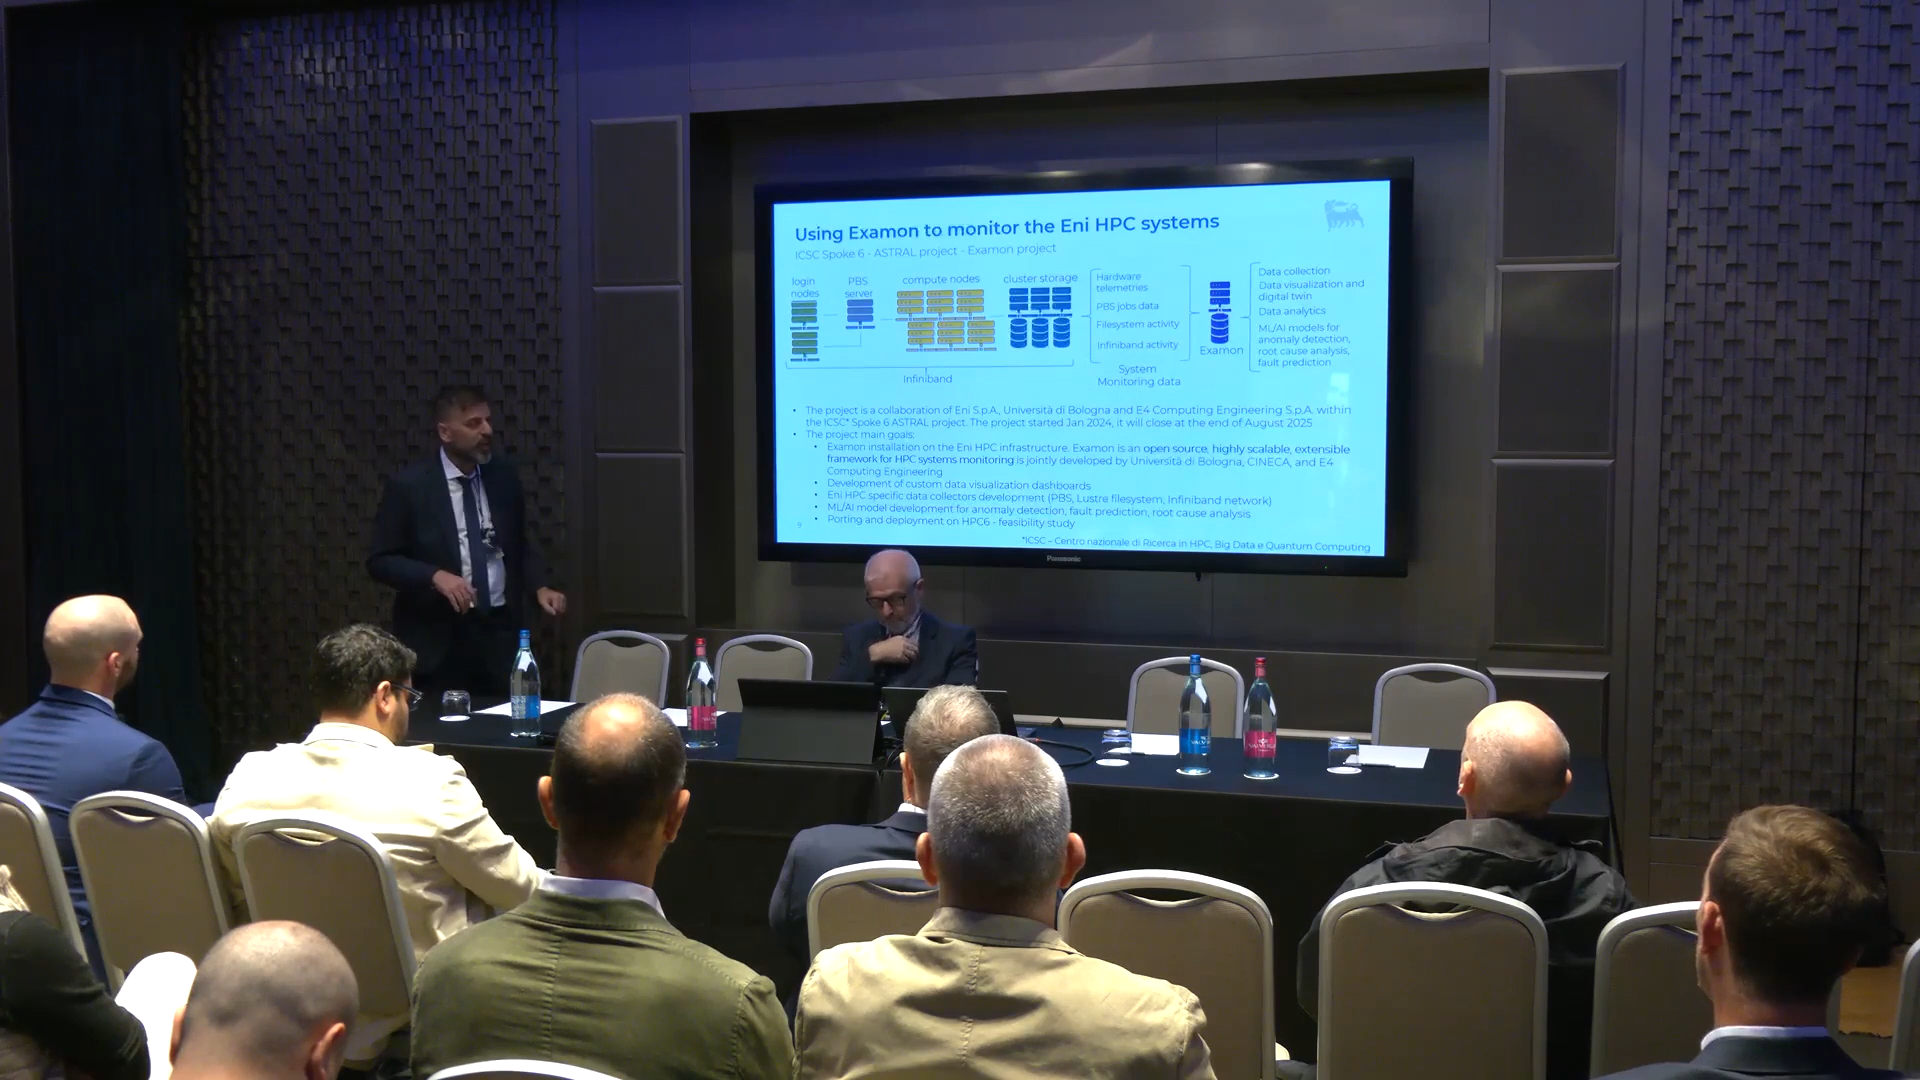 Using Examon to monitor the Eni HPC systems
ICSC Spoke 6 - ASTRAL project - Examon project
login
nodes
PBS
server
compute nodes
cluster storage
Infiniband
Hardware
telemetries
PBS jobs data
Filesystem activity
Infiniband activity
System
Monitoring data
Examon
Data collection
Data visualization and
digital twin
Data analytics
ML/AI models for
anomaly detection,
root cause analysis,
fault prediction
• The project is a collaboration of Eni S.p.A., Università di Bologna and E4 Computing Engineering S.p.A. within
the ICSC* Spoke 6 ASTRAL project. The project started Jan 2024, it will close at the end of August 2025
• The project main goals:
• Examon installation on the Eni HPC infrastructure. Examon is an open source, highly scalable, extensible
framework for HPC systems monitoring is jointly developed by Università di Bologna, CINECA, and E4
Computing Engineering
• Development of custom data visualization dashboards
• Eni HPC specific data collectors development (PBS, Lustre filesystem, Infiniband network)
• ML/AI model development for anomaly detection, fault prediction, root cause analysis
• Porting and deployment on HPC6 - feasibility study
9
*ICSC – Centro nazionale di Ricerca in HPC, Big Data e Quantum Computing
Panasonic